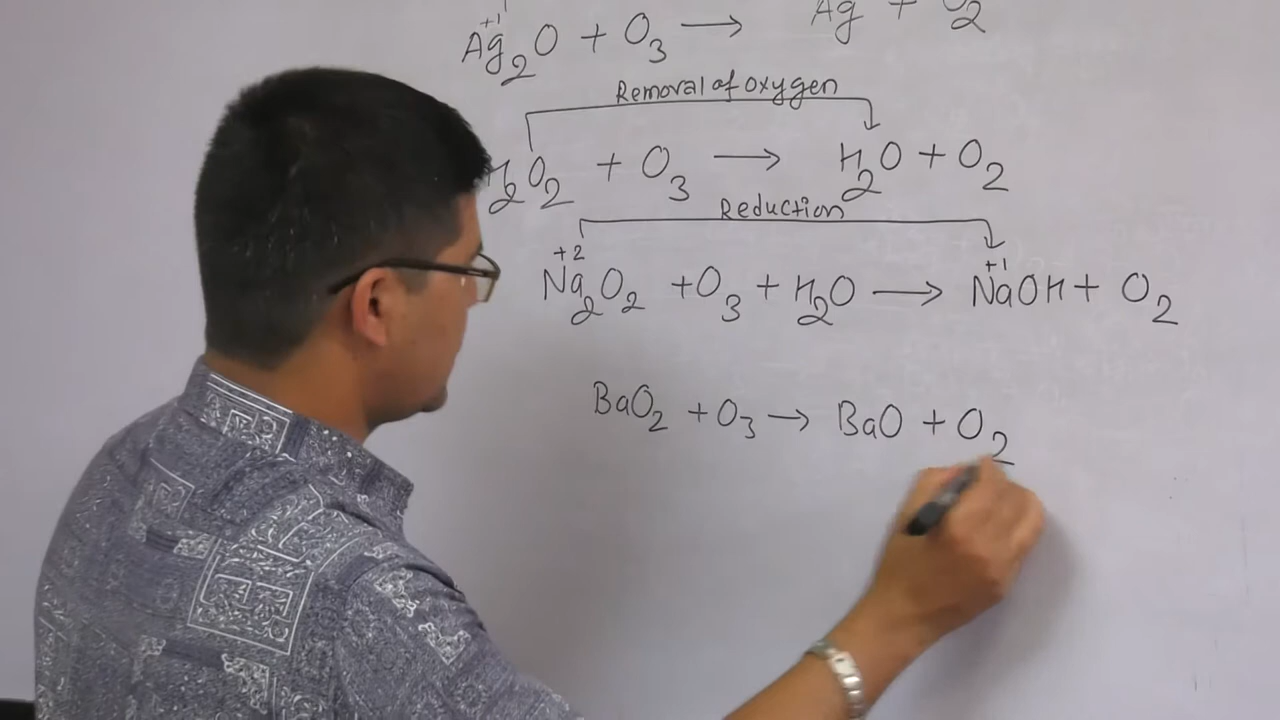 +1
Ag2O + O3 → Ag + O2
Removal of oxygen
H2O2 + O3 → H2O + O2
Reduction
+2 +1
Na2O2 + O3 + H2O → NaOH + O2
BaO2 + O3 → BaO + O2